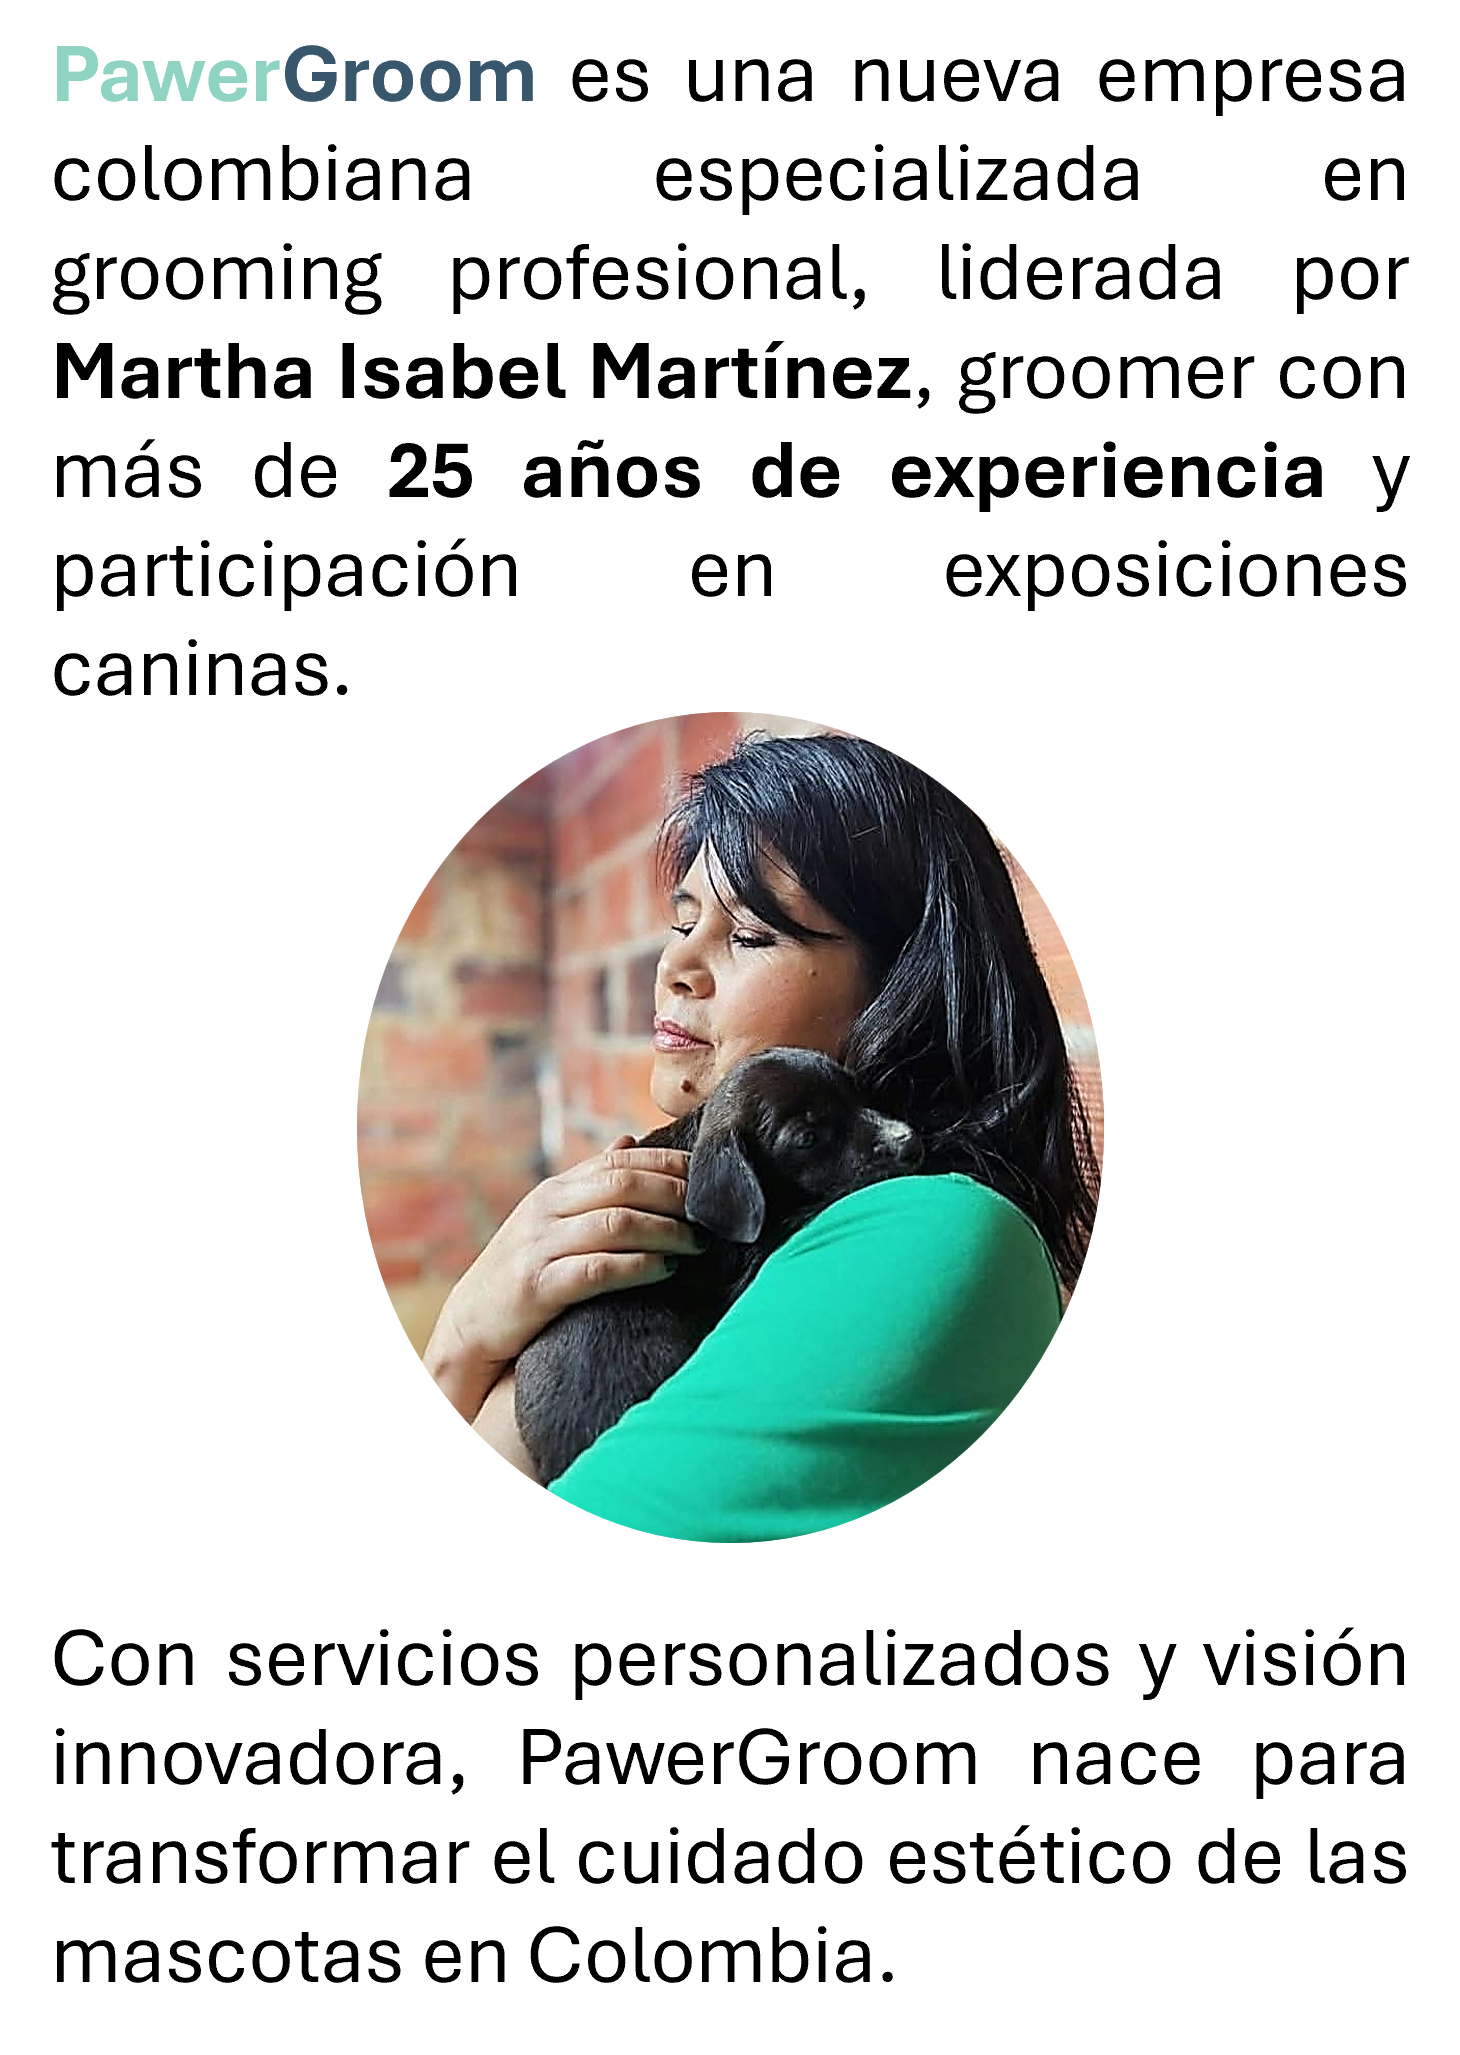 PawerGroom es una nueva empresa
colombiana especializada en
grooming profesional, liderada por
Martha Isabel Martínez, groomer con
más de 25 años de experiencia y
participación en exposiciones
caninas.
Con servicios personalizados y visión
innovadora, PawerGroom nace para
transformar el cuidado estético de las
mascotas en Colombia.